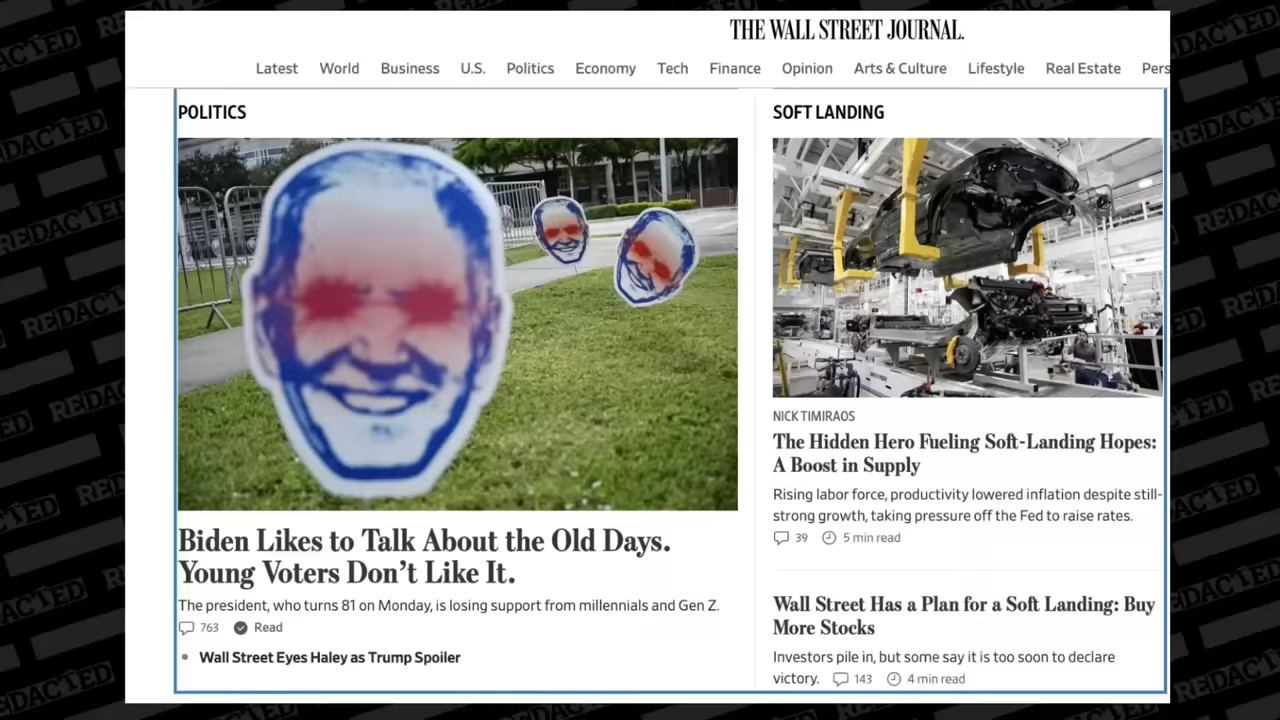 THE WALL STREET JOURNAL.
Latest World Business U.S. Politics Economy Tech Finance Opinion Arts & Culture Lifestyle Real Estate Pers
POLITICS
Biden Likes to Talk About the Old Days.
Young Voters Don’t Like It.
The president, who turns 81 on Monday, is losing support from millennials and Gen Z.
763 Read
Wall Street Eyes Haley as Trump Spoiler
SOFT LANDING
NICK TIMIRAOS
The Hidden Hero Fueling Soft-Landing Hopes:
A Boost in Supply
Rising labor force, productivity lowered inflation despite still-
strong growth, taking pressure off the Fed to raise rates.
39 5 min read
Wall Street Has a Plan for a Soft Landing: Buy
More Stocks
Investors pile in, but some say it is too soon to declare
victory. 143 4 min read
REDACTED
REDACTED
REDACTED
REDACTED
REDACTED
REDACTED